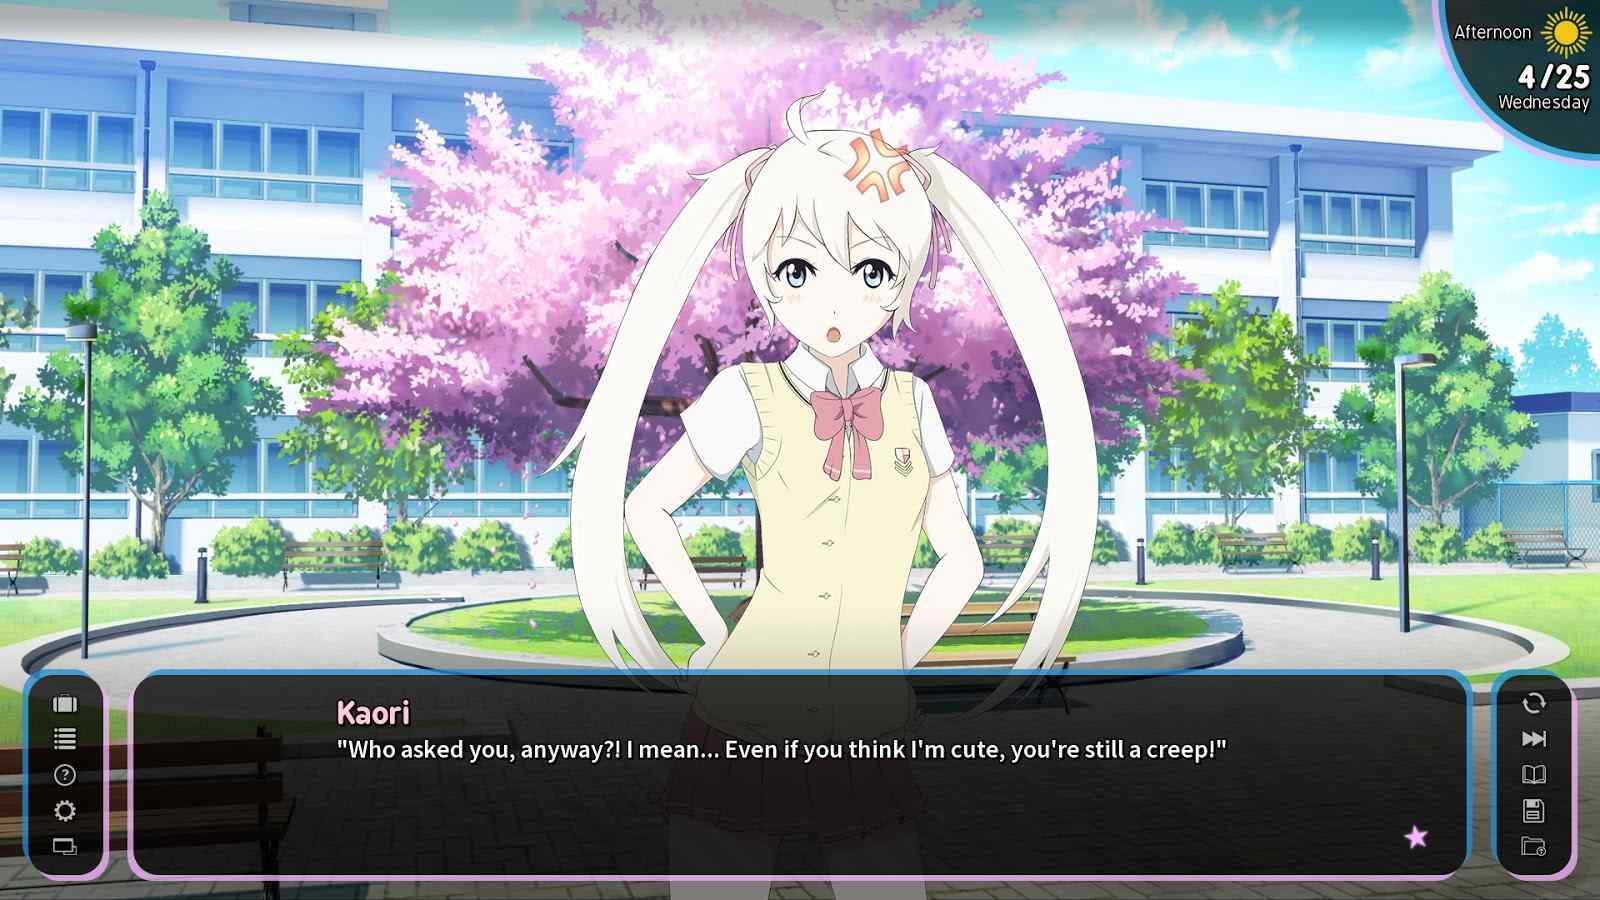 Afternoon
4/25
Wednesday
Kaori
"Who asked you, anyway?! I mean... Even if you think I'm cute, you're still a creep!"